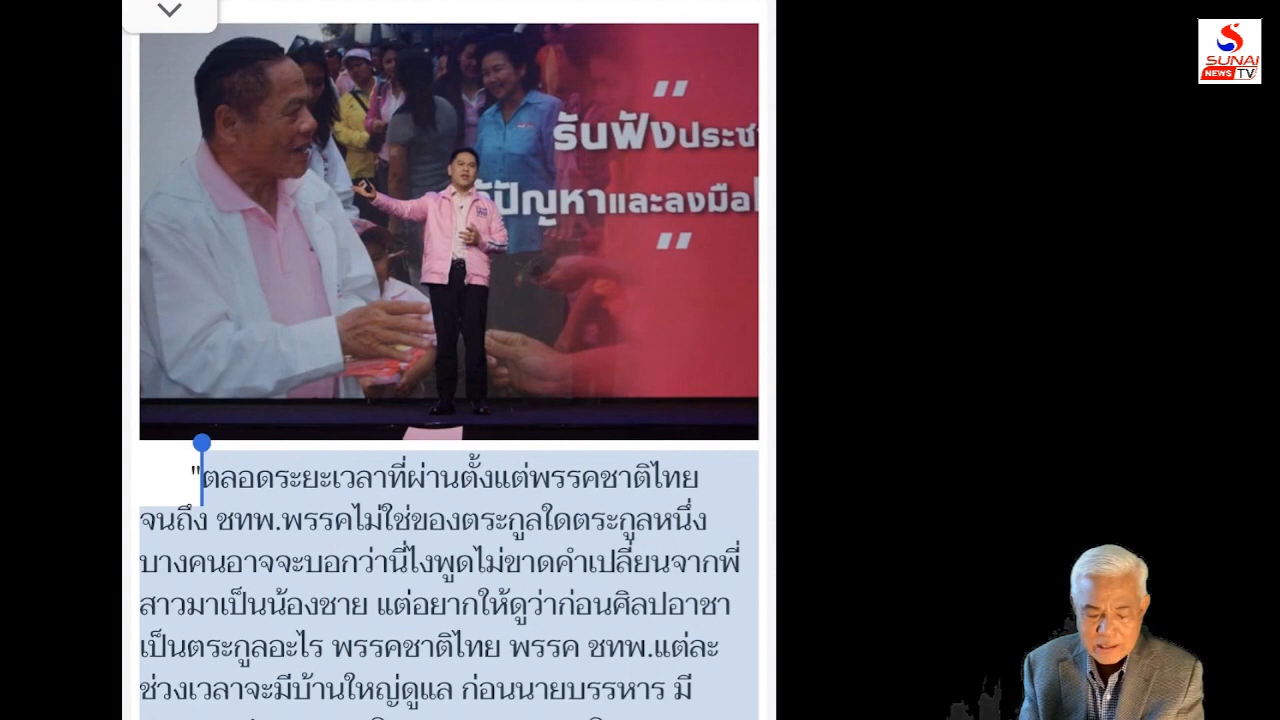 SUNAI
NEWS TV
"
รับฟังประชา
ปัญหาและลงมือ
"
"ตลอดระยะเวลาที่ผ่านตั้งแต่พรรคชาติไทย
จนถึง ชทพ.พรรคไม่ใช่ของตระกูลใดตระกูลหนึ่ง
บางคนอาจจะบอกว่านี่ไงพูดไม่ขาดคำเปลี่ยนจากพี่
สาวมาเป็นน้องชาย แต่อยากให้ดูว่าก่อนศิลปอาชา
เป็นตระกูลอะไร พรรคชาติไทย พรรค ชทพ.แต่ละ
ช่วงเวลาจะมีบ้านใหญ่ดูแล ก่อนนายบรรหาร มี